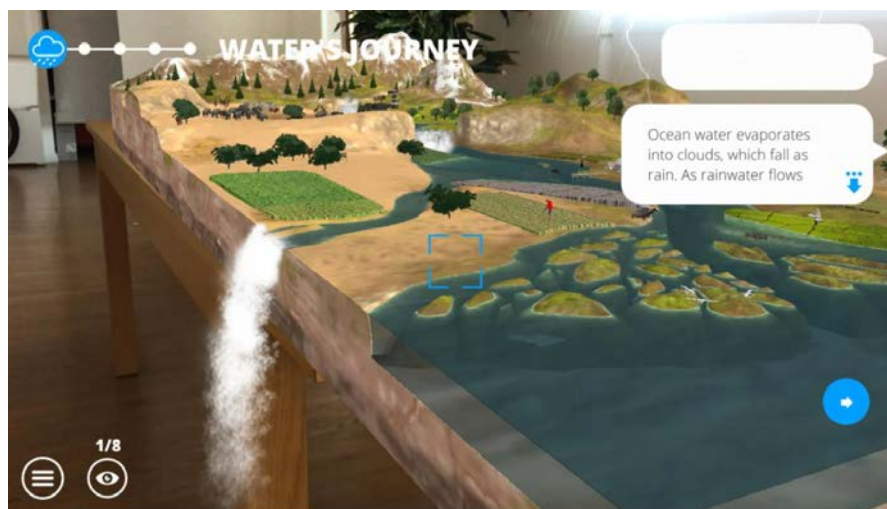 WATER'S JOURNEY
Ocean water evaporates
into clouds, which fall as
rain. As rainwater flows
1/8